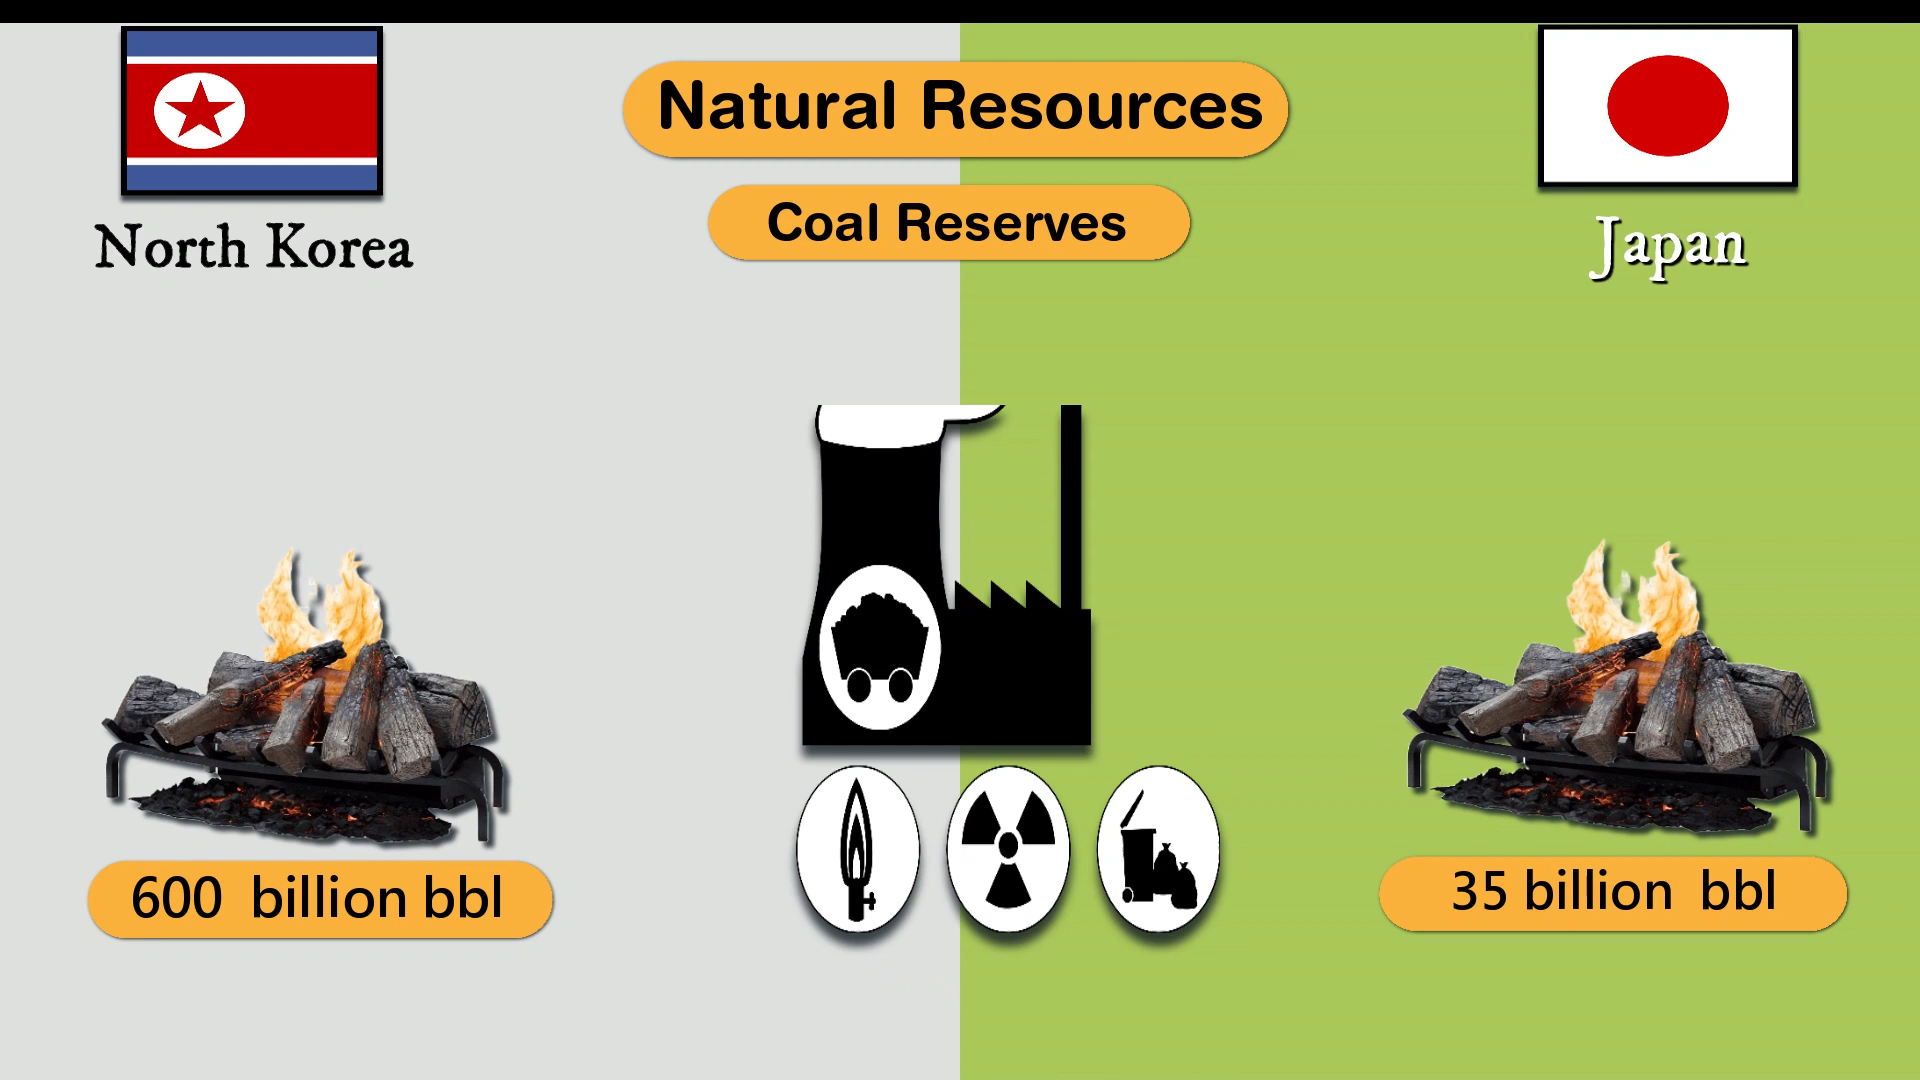 Natural Resources
Coal Reserves
North Korea
Japan
600 billion bbl
35 billion bbl